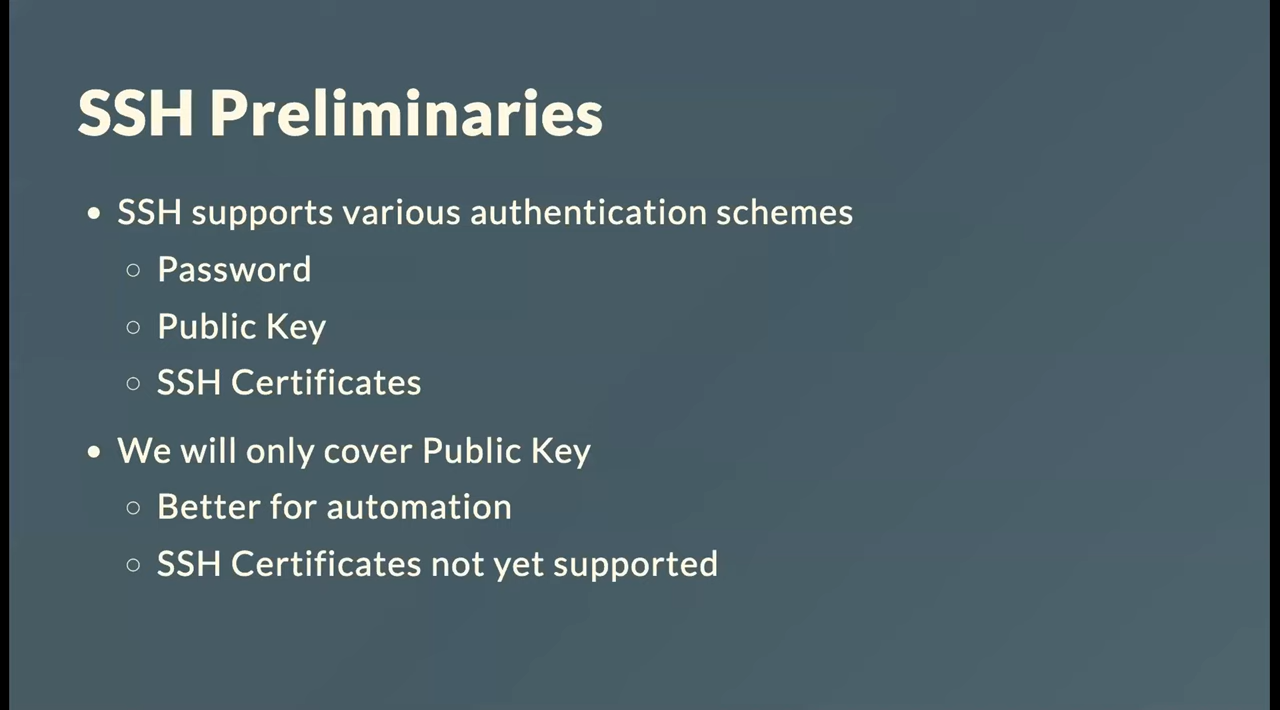 SSH Preliminaries
• SSH supports various authentication schemes
○ Password
○ Public Key
○ SSH Certificates
• We will only cover Public Key
○ Better for automation
○ SSH Certificates not yet supported